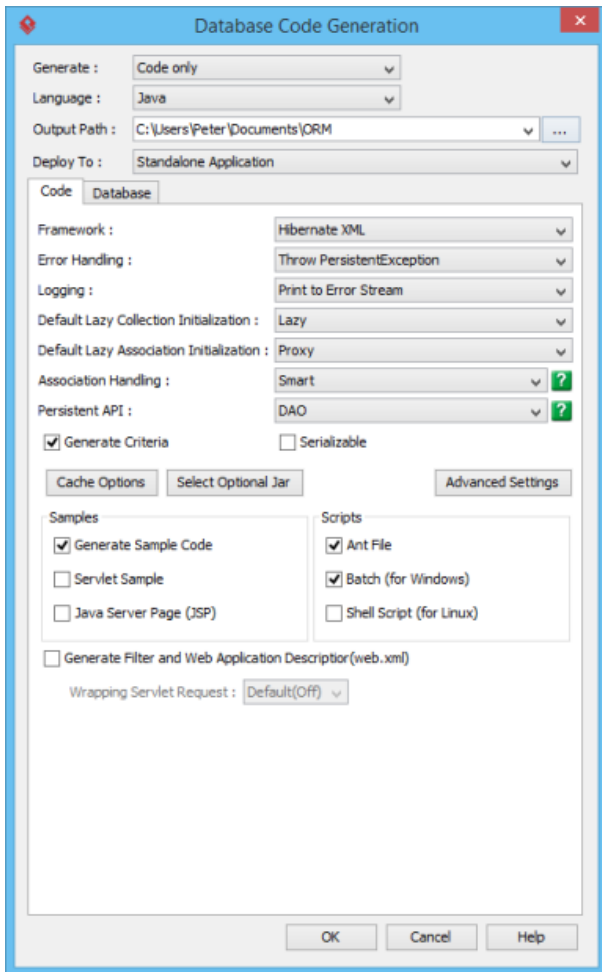 Database Code Generation
Generate : Code only
Language : Java
Output Path : C:\Users\Peter\Documents\ORM ...
Deploy To : Standalone Application
Code Database
Framework : Hibernate XML
Error Handling : Throw PersistentException
Logging : Print to Error Stream
Default Lazy Collection Initialization : Lazy
Default Lazy Association Initialization : Proxy
Association Handling : Smart ?
Persistent API : DAO ?
Generate Criteria Serializable
Cache Options Select Optional Jar Advanced Settings
Samples Scripts
Generate Sample Code Ant File
Servlet Sample Batch (for Windows)
Java Server Page (JSP) Shell Script (for Linux)
Generate Filter and Web Application Descriptior(web.xml)
Wrapping Servlet Request : Default(Off)
OK Cancel Help